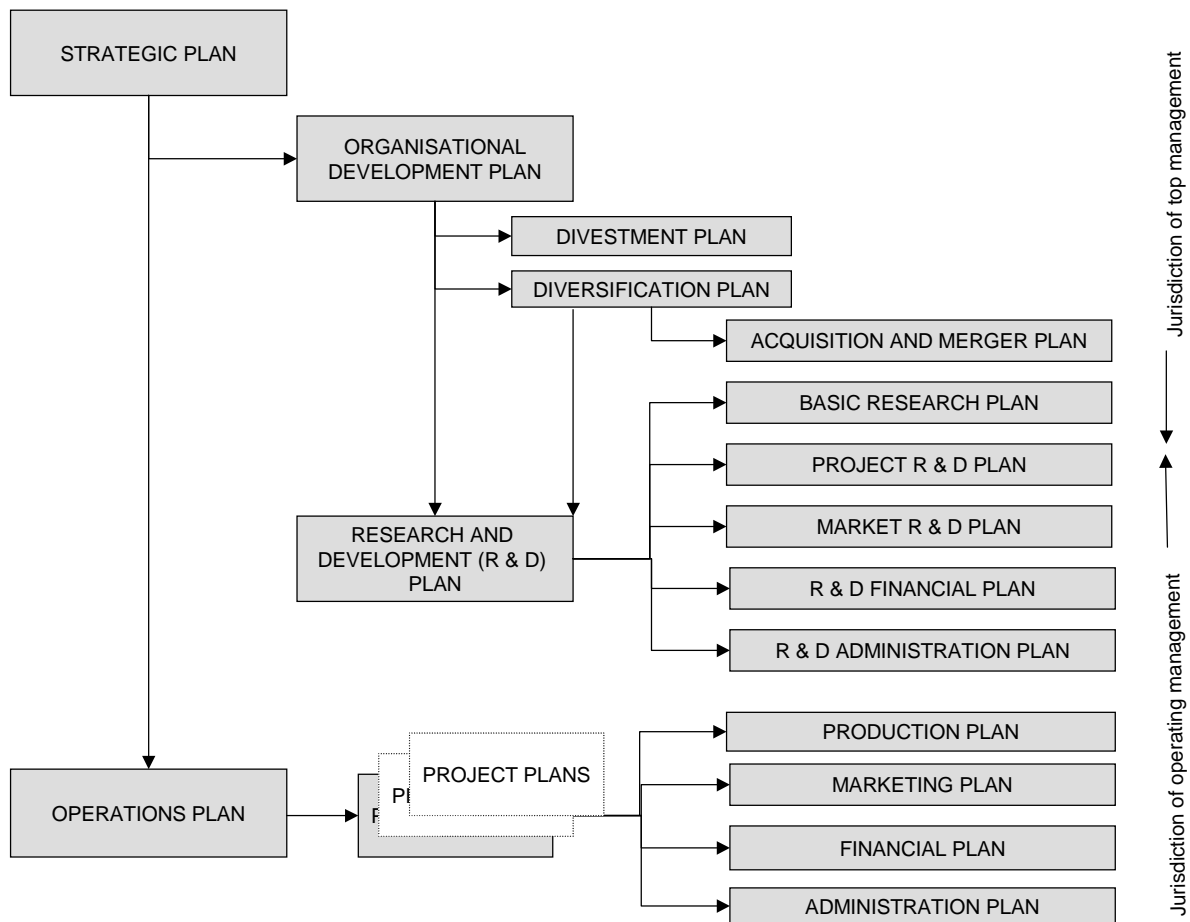 STRATEGIC PLAN
ORGANISATIONAL
DEVELOPMENT PLAN
DIVESTMENT PLAN
DIVERSIFICATION PLAN
ACQUISITION AND MERGER PLAN
BASIC RESEARCH PLAN
PROJECT R & D PLAN
RESEARCH AND
DEVELOPMENT (R & D)
PLAN
MARKET R & D PLAN
R & D FINANCIAL PLAN
R & D ADMINISTRATION PLAN
OPERATIONS PLAN
PROJECT PLANS
PRODUCTION PLAN
MARKETING PLAN
FINANCIAL PLAN
ADMINISTRATION PLAN
Jurisdiction of top management
Jurisdiction of operating management